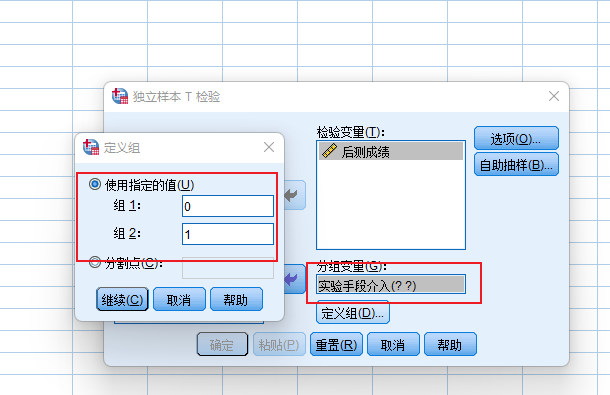 独立样本 T 检验
检验变量(T):
后测成绩
选项(O)...
自助抽样(B)...
分组变量(G):
实验手段介入(? ?)
定义组(D)...
确定
粘贴(P)
重置(R)
取消
帮助
定义组
使用指定的值(U)
组 1: 0
组 2: 1
分割点(C):
继续(C)
取消
帮助